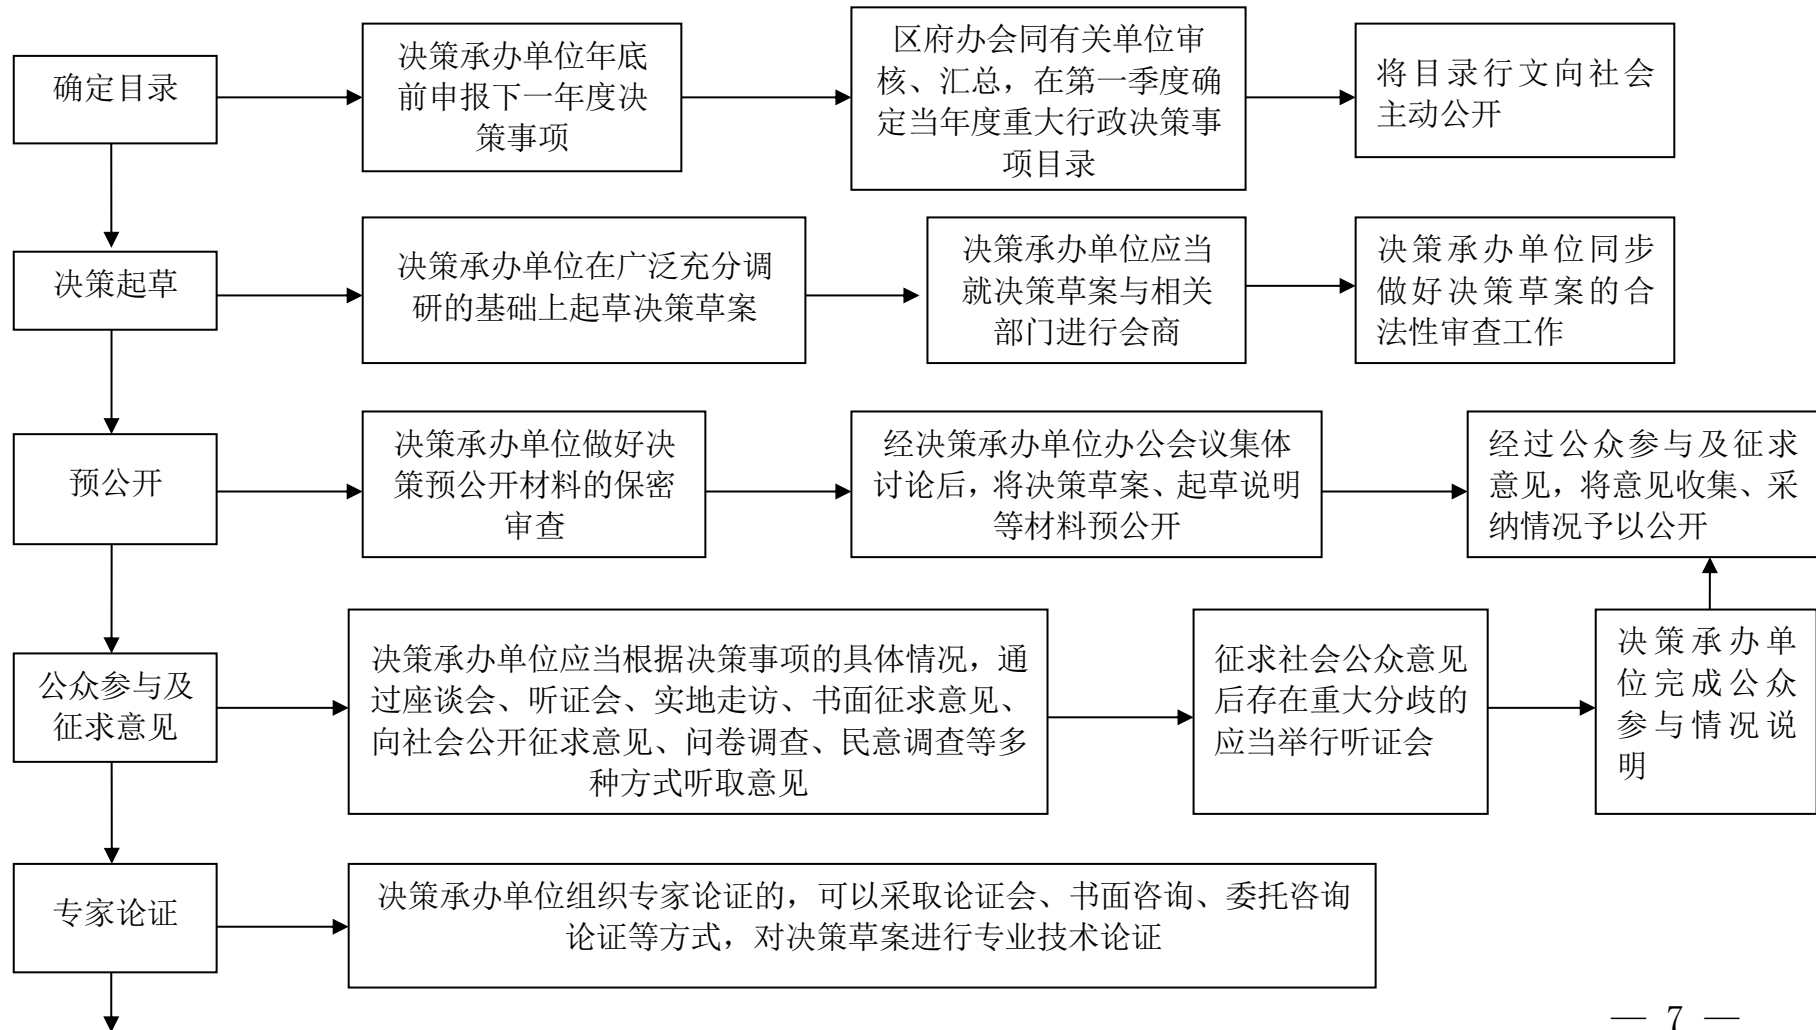 确定目录
决策承办单位年底
前申报下一年度决
策事项
区府办会同有关单位审
核、汇总，在第一季度确
定当年度重大行政决策事
项目录
将目录行文向社会
主动公开
决策起草
决策承办单位在广泛充分调
研的基础上起草决策草案
决策承办单位应当
就决策草案与相关
部门进行会商
决策承办单位同步
做好决策草案的合
法性审查工作
预公开
决策承办单位做好决
策预公开材料的保密
审查
经决策承办单位办公会议集体
讨论后，将决策草案、起草说明
等材料预公开
经过公众参与及征求
意见，将意见收集、采
纳情况予以公开
公众参与及
征求意见
决策承办单位应当根据决策事项的具体情况，通
过座谈会、听证会、实地走访、书面征求意见、
向社会公开征求意见、问卷调查、民意调查等多
种方式听取意见
征求社会公众意见
后存在重大分歧的
应当举行听证会
决策承办单
位完成公众
参与情况说
明
专家论证
决策承办单位组织专家论证的，可以采取论证会、书面咨询、委托咨询
论证等方式，对决策草案进行专业技术论证
— 7 —